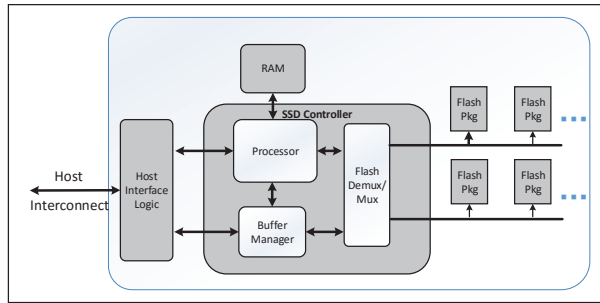 RAM
SSD Controller
Flash
Pkg
Flash
Pkg
Processor
Host
Interface
Logic
Flash
Demux/
Mux
Host
Interconnect
Flash
Pkg
Flash
Pkg
Buffer
Manager